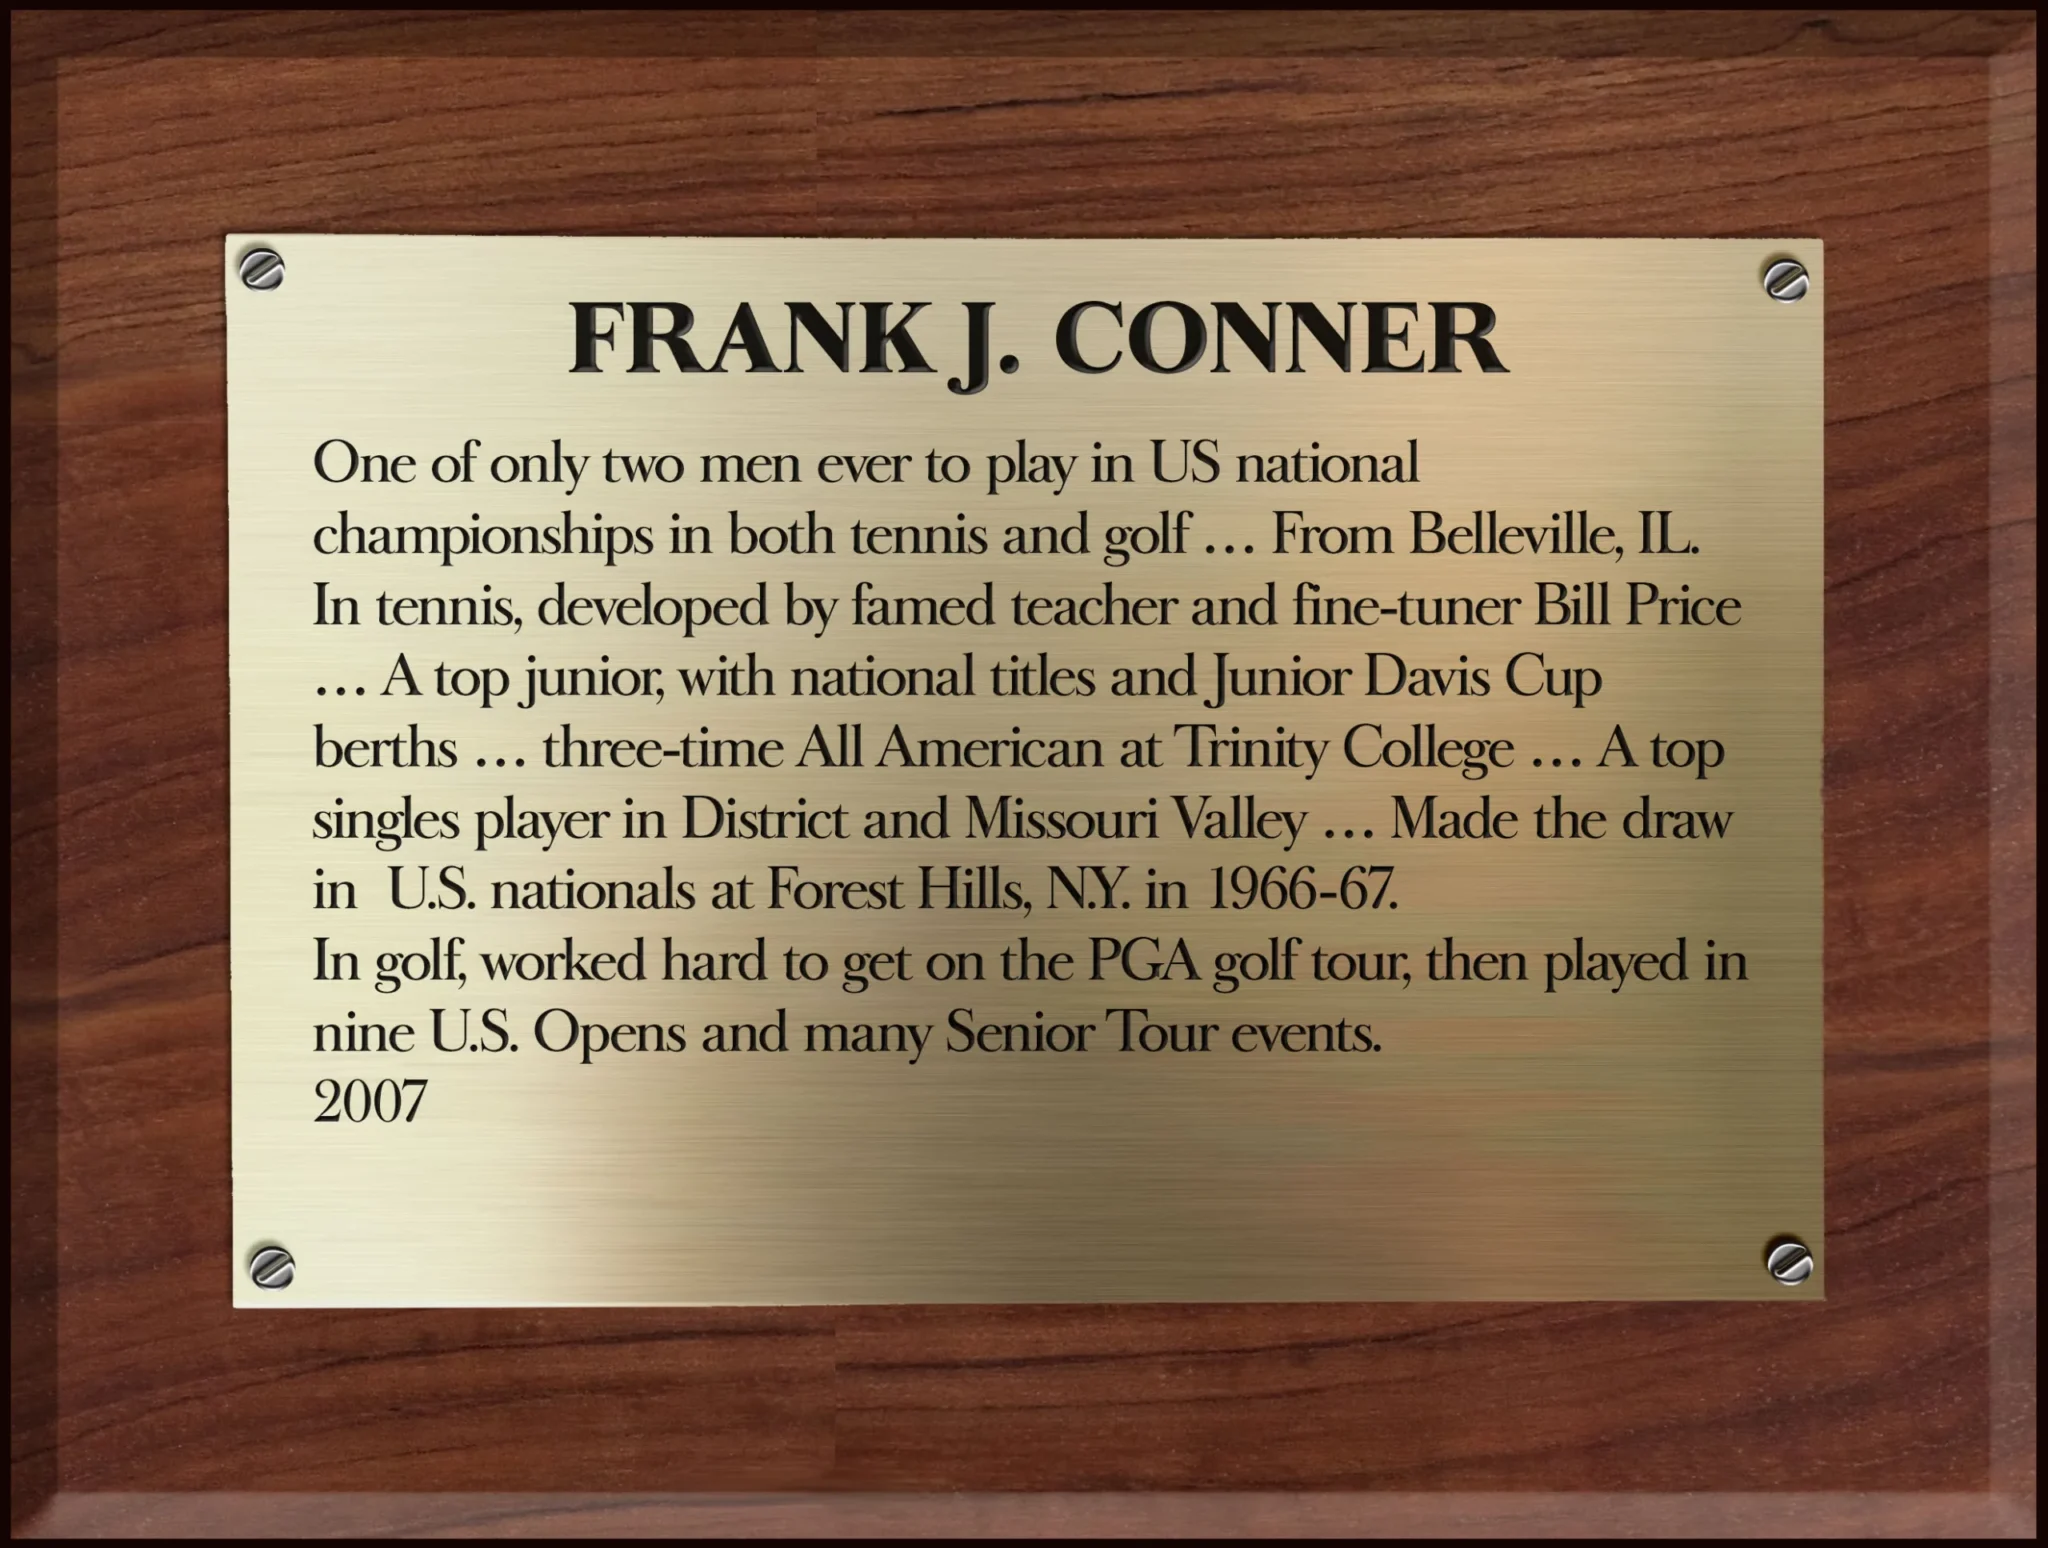 FRANK J. CONNER
One of only two men ever to play in US national
championships in both tennis and golf … From Belleville, IL.
In tennis, developed by famed teacher and fine-tuner Bill Price
… A top junior, with national titles and Junior Davis Cup
berths … three-time All American at Trinity College … A top
singles player in District and Missouri Valley … Made the draw
in  U.S. nationals at Forest Hills, N.Y. in 1966-67.
In golf, worked hard to get on the PGA golf tour, then played in
nine U.S. Opens and many Senior Tour events.
2007